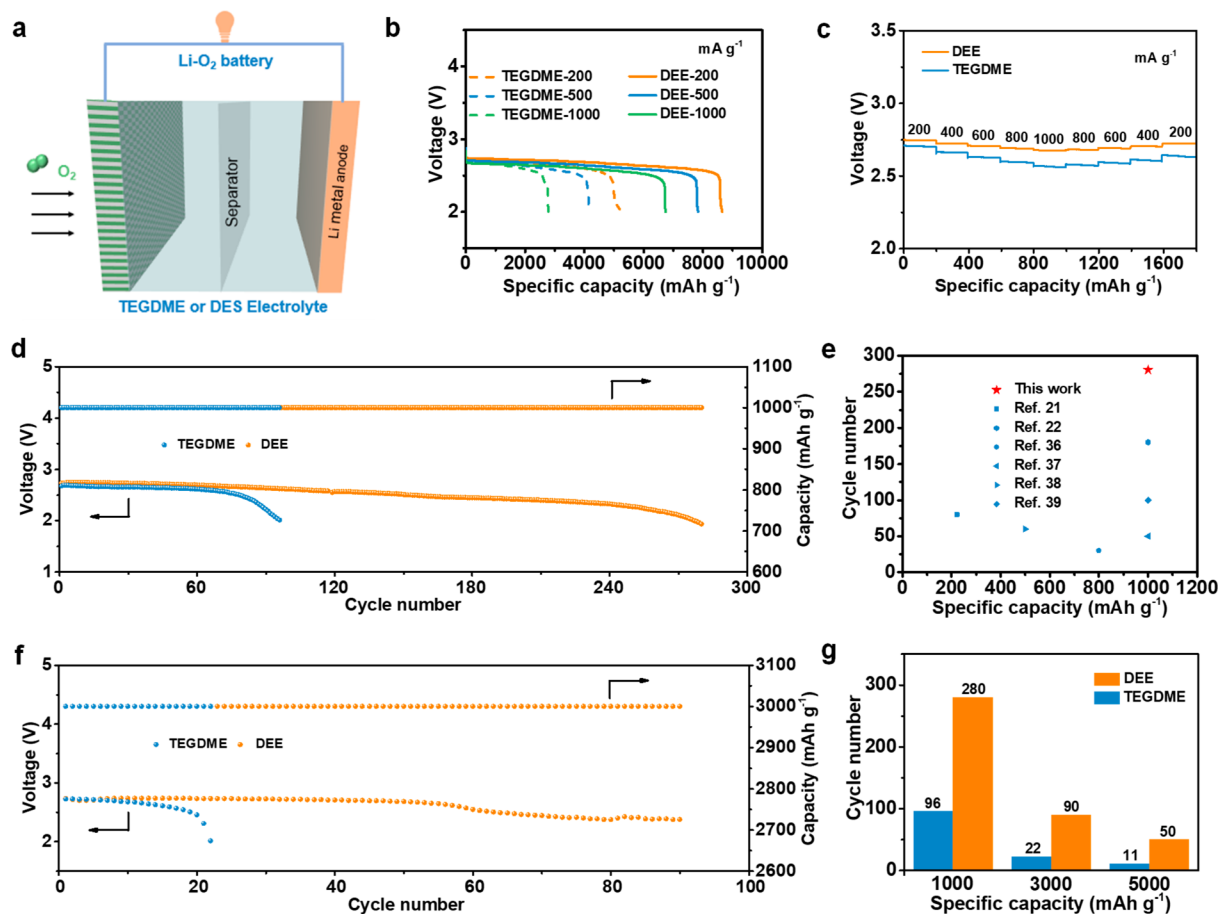 a
Li-O2 battery
O2
Separator
Li metal anode
TEGDME or DES Electrolyte
b
mA g-1
TEGDME-200
TEGDME-500
TEGDME-1000
DEE-200
DEE-500
DEE-1000
4
3
2
Voltage (V)
0 2000 4000 6000 8000 10000
Specific capacity (mAh g-1)
c
DEE
TEGDME
mA g-1
200 400 600 800 1000 800 600 400 200
3.5
3.0
2.5
2.0
Voltage (V)
0 400 800 1200 1600
Specific capacity (mAh g-1)
d
5
4
3
2
1
Voltage (V)
TEGDME DEE
1100
1000
900
800
700
600
Capacity (mAh g-1)
0 60 120 180 240 300
Cycle number
e
300
250
200
150
100
50
0
Cycle number
This work
Ref. 21
Ref. 22
Ref. 36
Ref. 37
Ref. 38
Ref. 39
0 200 400 600 800 1000 1200
Specific capacity (mAh g-1)
f
5
4
3
2
Voltage (V)
TEGDME DEE
3100
3000
2900
2800
2700
2600
Capacity (mAh g-1)
0 20 40 60 80 100
Cycle number
g
300
200
100
0
Cycle number
DEE
TEGDME
96 280
22 90
11 50
1000 3000 5000
Specific capacity (mAh g-1)